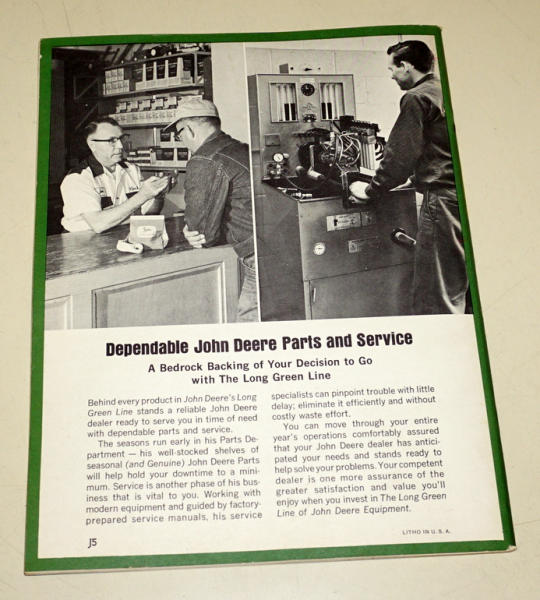 Dependable John Deere Parts and Service
A Bedrock Backing of Your Decision to Go
with The Long Green Line
Behind every product in John Deere's Long
Green Line stands a reliable John Deere
dealer ready to serve you in time of need
with dependable parts and service.
The seasons run early in his Parts De-
partment — his well-stocked shelves of
seasonal (and Genuine) John Deere Parts
will help hold your downtime to a mini-
mum. Service is another phase of his bus-
iness that is vital to you. Working with
modern equipment and guided by factory-
prepared service manuals, his service
specialists can pinpoint trouble with little
delay; eliminate it efficiently and without
costly waste effort.
You can move through your entire
year's operations comfortably assured
that your John Deere dealer has antici-
pated your needs and stands ready to
help solve your problems. Your competent
dealer is one more assurance of the
greater satisfaction and value you'll
enjoy when you invest in The Long Green
Line of John Deere Equipment.
J5
LITHO IN U. S. A.